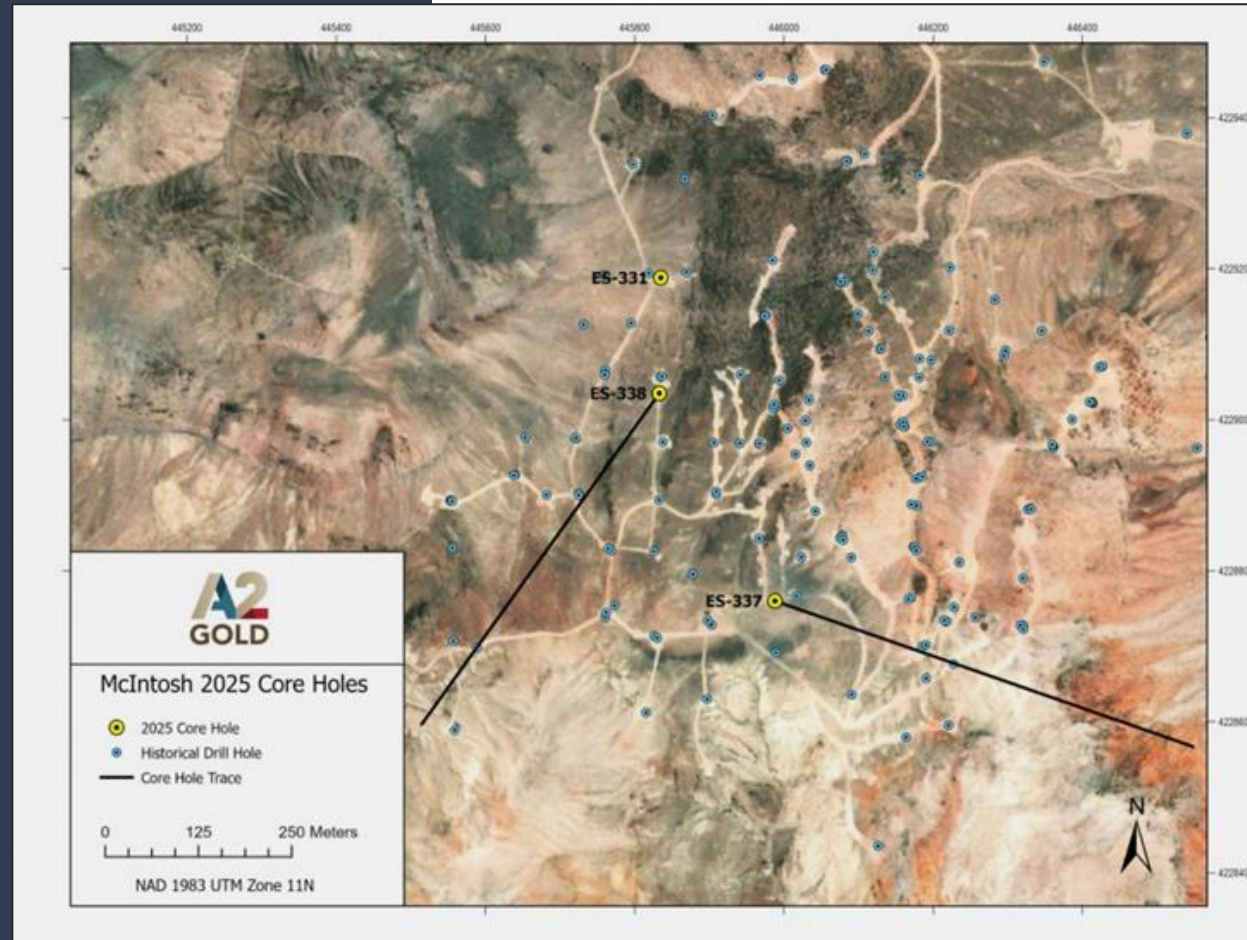 445200 445400 445600 445800 446000 446200 446400
ES-331
ES-338
ES-337
A2
GOLD
McIntosh 2025 Core Holes
2025 Core Hole
Historical Drill Hole
Core Hole Trace
0 125 250 Meters
NAD 1983 UTM Zone 11N
N